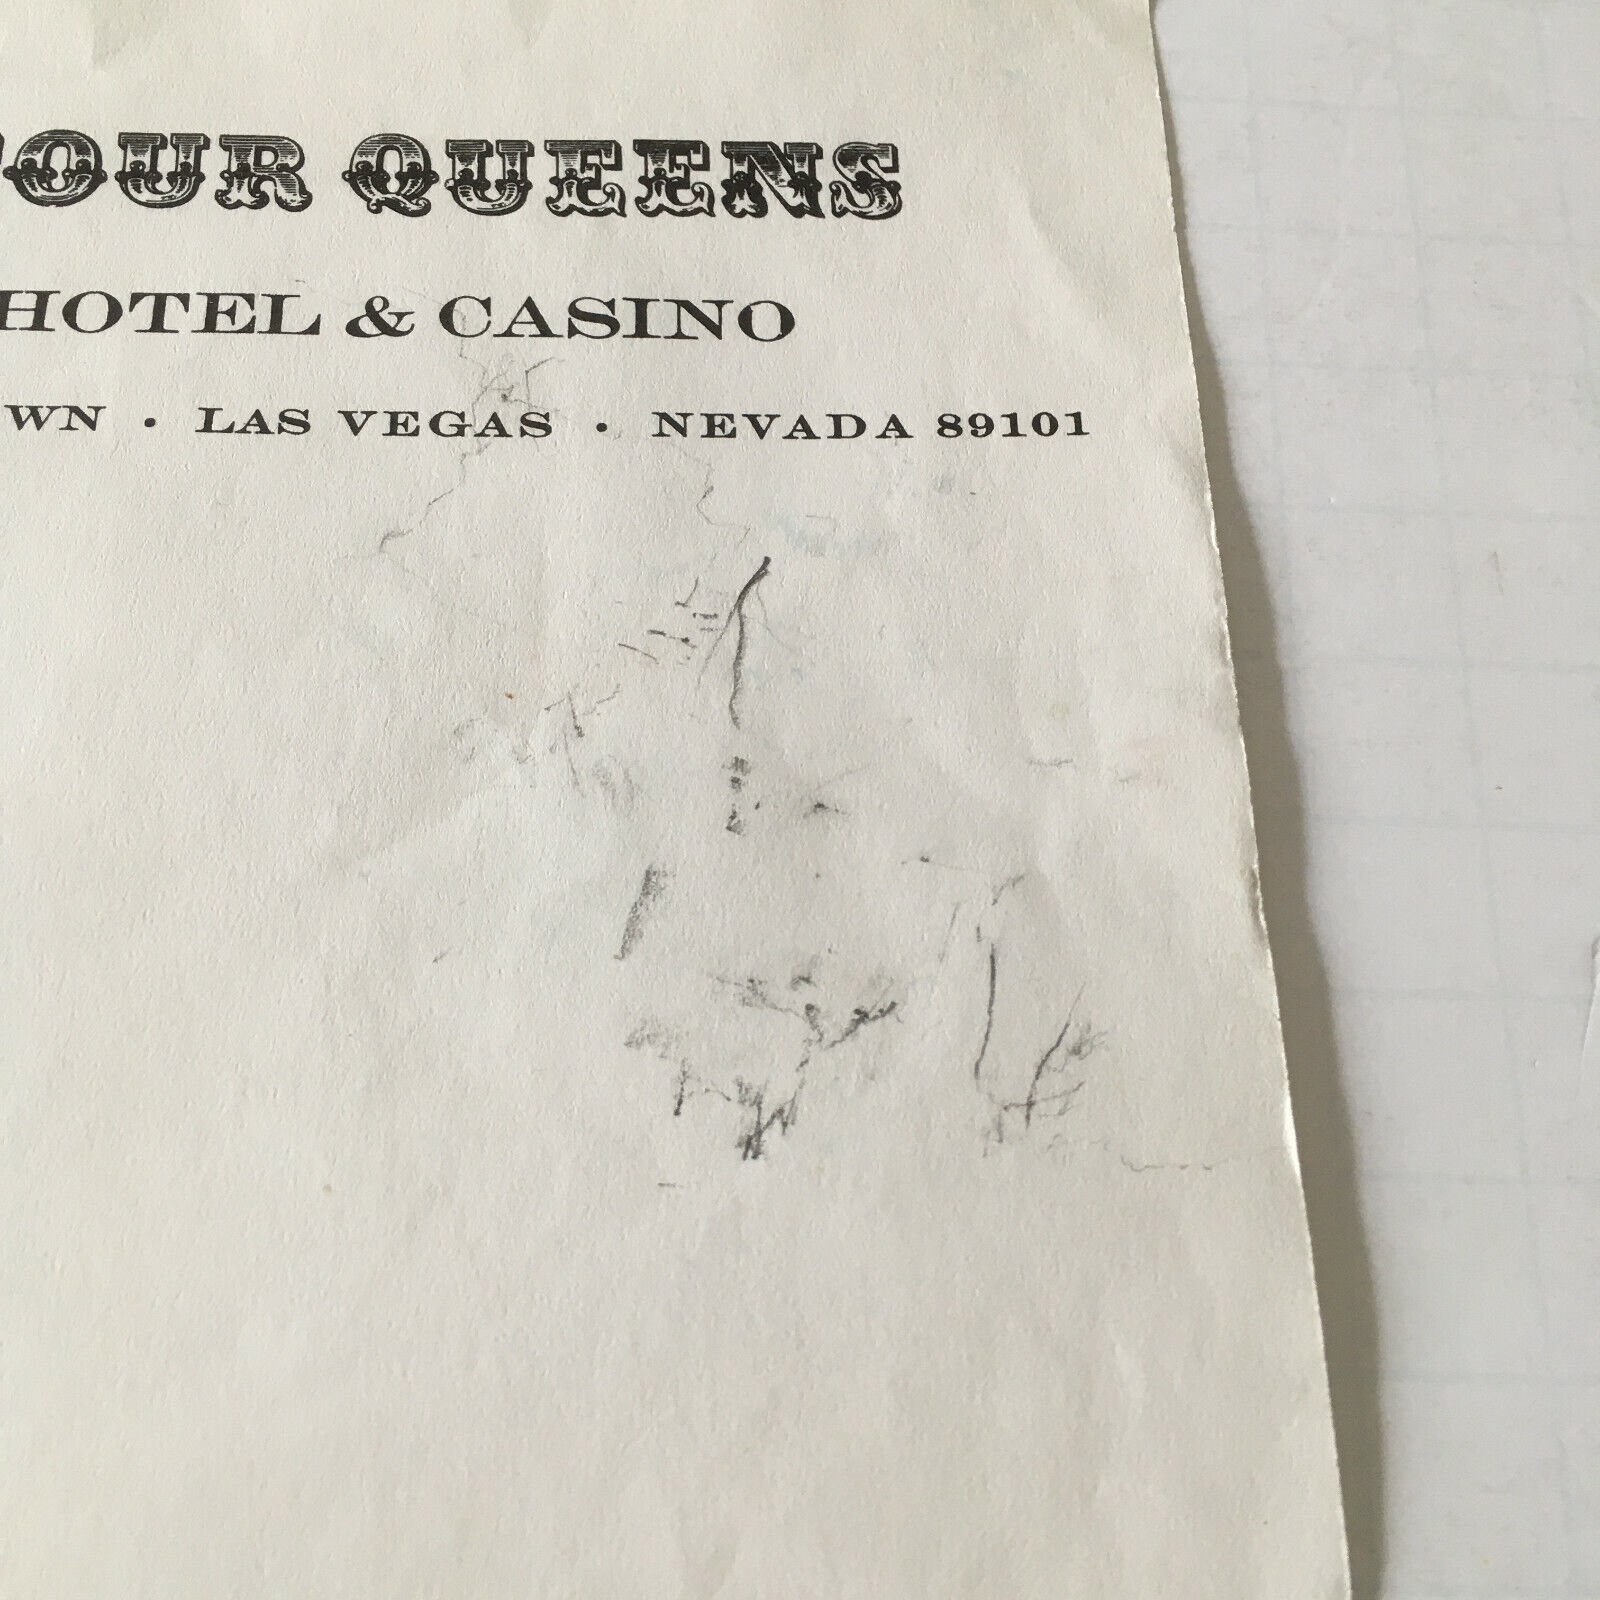 FOUR QUEENS
HOTEL & CASINO
WN • LAS VEGAS • NEVADA 89101